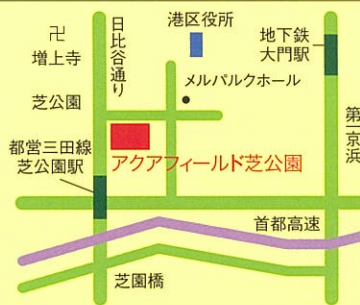 卍
増上寺
日比谷通り
港区役所
地下鉄
大門駅
メルパルクホール
芝公園
第一京浜
都営三田線
芝公園駅
アクアフィールド芝公園
首都高速
芝園橋